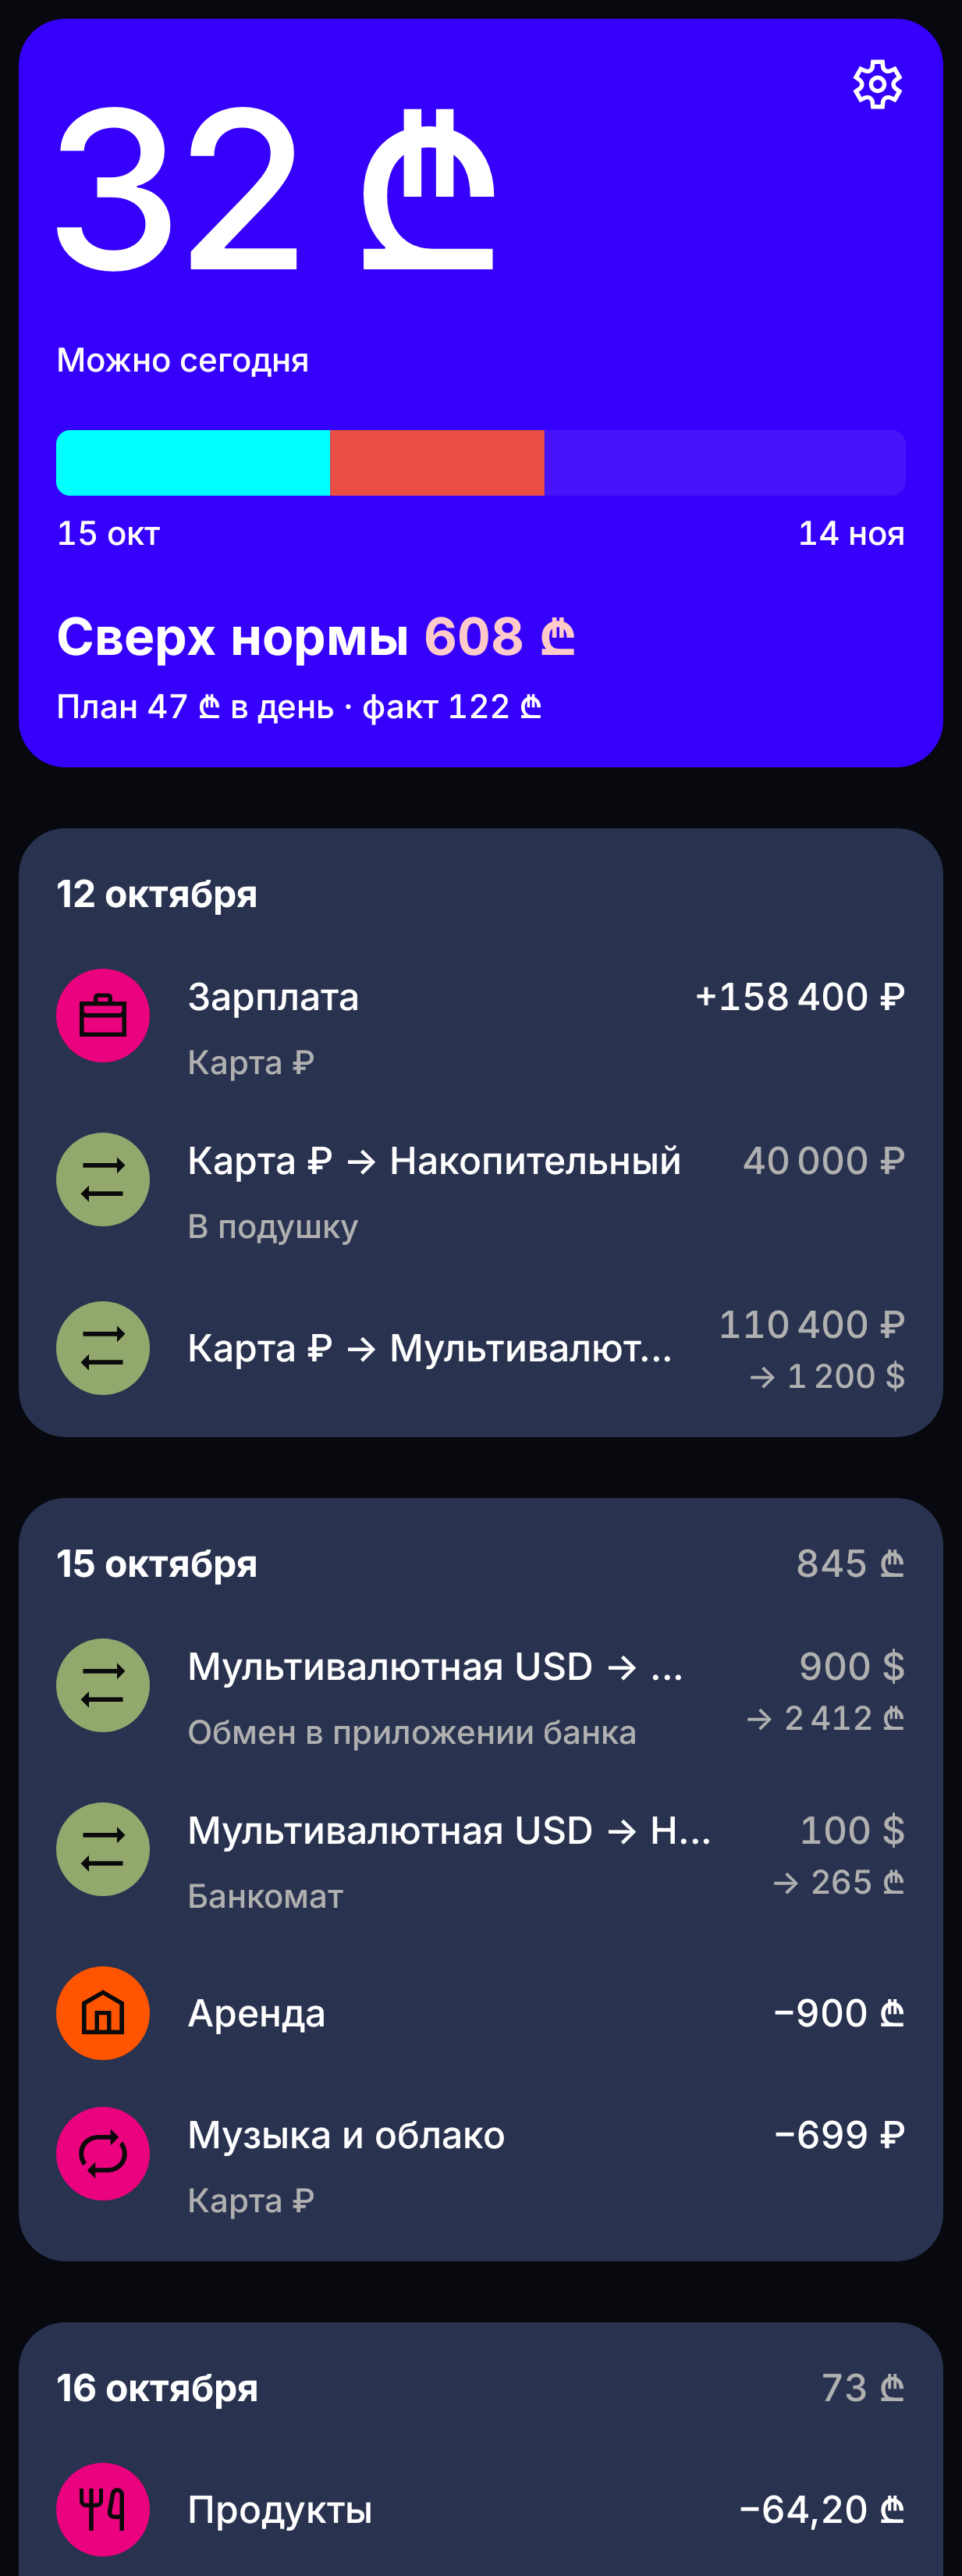 32 ₾
Можно сегодня
15 окт
14 ноя
Сверх нормы 608 ₾
План 47 ₾ в день · факт 122 ₾
12 октября
Зарплата
+158 400 ₽
Карта ₽
Карта ₽ → Накопительный
40 000 ₽
В подушку
Карта ₽ → Мультивалют...
110 400 ₽
→ 1 200 $
15 октября
845 ₾
Мультивалютная USD → ...
900 $
→ 2 412 ₾
Обмен в приложении банка
Мультивалютная USD → Н...
100 $
→ 265 ₾
Банкомат
Аренда
−900 ₾
Музыка и облако
−699 ₽
Карта ₽
16 октября
73 ₾
Продукты
−64,20 ₾